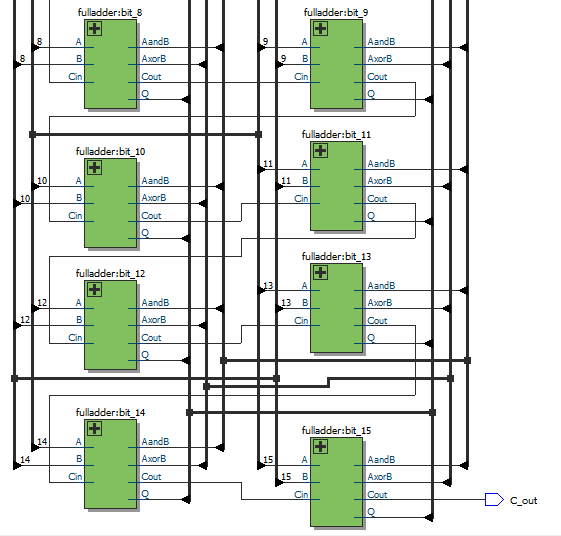 fulladder:bit_8
8 A AandB
8 B AxorB
Cin Cout
Q
fulladder:bit_9
9 A AandB
9 B AxorB
Cin Cout
Q
fulladder:bit_10
10 A AandB
10 B AxorB
Cin Cout
Q
fulladder:bit_11
11 A AandB
11 B AxorB
Cin Cout
Q
fulladder:bit_12
12 A AandB
12 B AxorB
Cin Cout
Q
fulladder:bit_13
13 A AandB
13 B AxorB
Cin Cout
Q
fulladder:bit_14
14 A AandB
14 B AxorB
Cin Cout
Q
fulladder:bit_15
15 A AandB
15 B AxorB
Cin Cout
Q
C_out